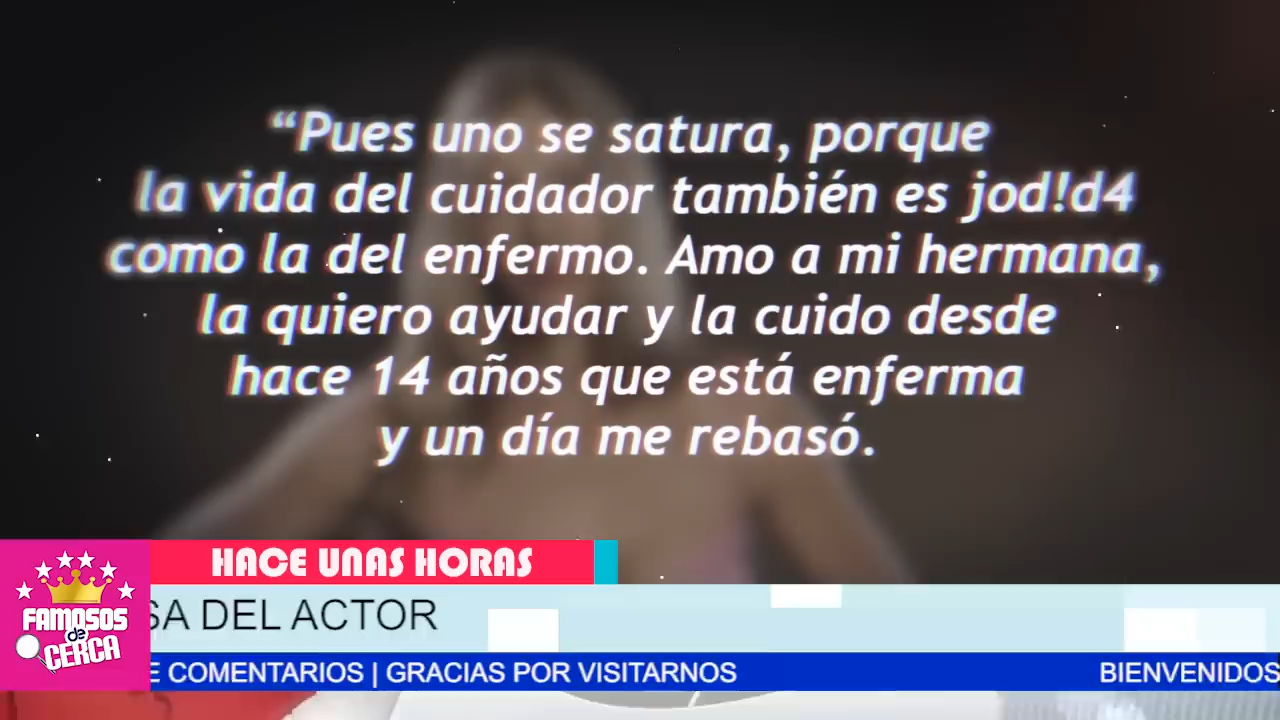 “Pues uno se satura, porque
la vida del cuidador también es jod!d4
como la del enfermo. Amo a mi hermana,
la quiero ayudar y la cuido desde
hace 14 años que está enferma
y un día me rebasó.
HACE UNAS HORAS
FAMOSOS
de
CERCA
SA DEL ACTOR
E COMENTARIOS | GRACIAS POR VISITARNOS
BIENVENIDOS